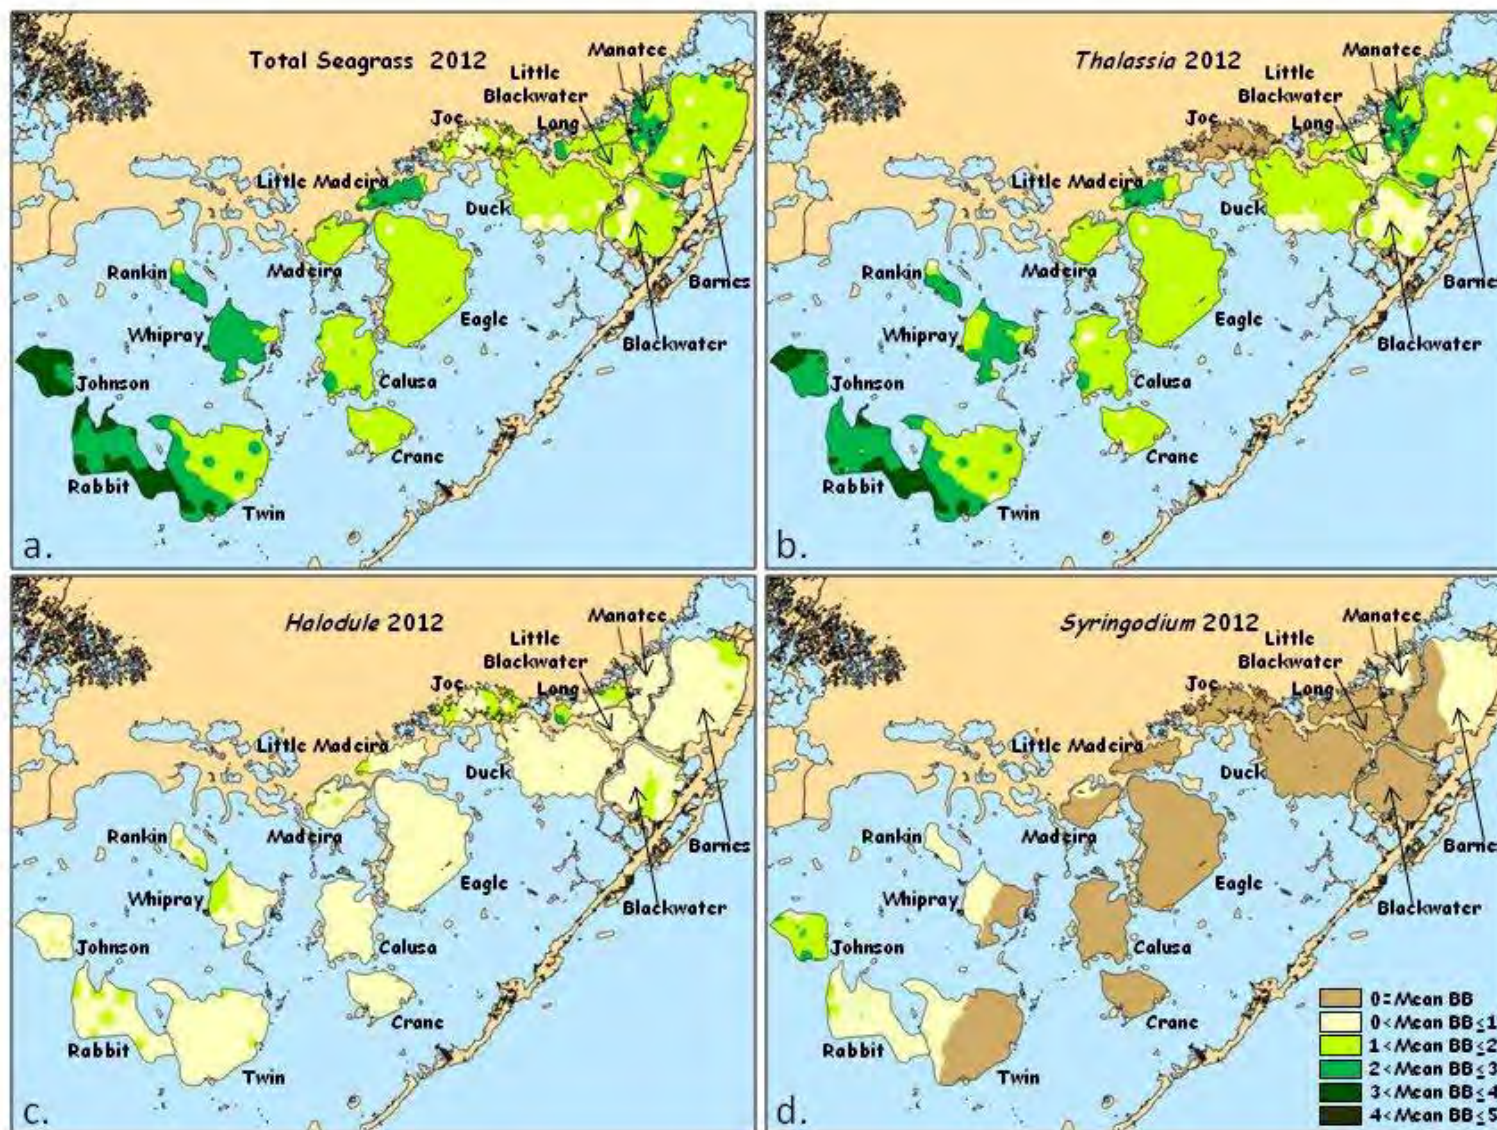 Total Seagrass 2012
Manatee
Little
Blackwater
Joe
Long
Little Madeira
Duck
Rankin
Madeira
Barnes
Whipray
Eagle
Blackwater
Johnson
Calusa
Crane
Rabbit
Twin
a.
Thalassia 2012
Manatee
Little
Blackwater
Joe
Long
Little Madeira
Duck
Rankin
Madeira
Barnes
Whipray
Eagle
Blackwater
Johnson
Calusa
Crane
Rabbit
Twin
b.
Halodule 2012
Manatee
Little
Blackwater
Joe
Long
Little Madeira
Duck
Rankin
Madeira
Barnes
Whipray
Eagle
Blackwater
Johnson
Calusa
Crane
Rabbit
Twin
c.
Syringodium 2012
Manatee
Little
Blackwater
Joe
Long
Little Madeira
Duck
Rankin
Madeira
Barnes
Whipray
Eagle
Blackwater
Johnson
Calusa
Crane
Rabbit
Twin
d.
0 = Mean BB
0 < Mean BB ≤ 1
1 < Mean BB ≤ 2
2 < Mean BB ≤ 3
3 < Mean BB ≤ 4
4 < Mean BB ≤ 5